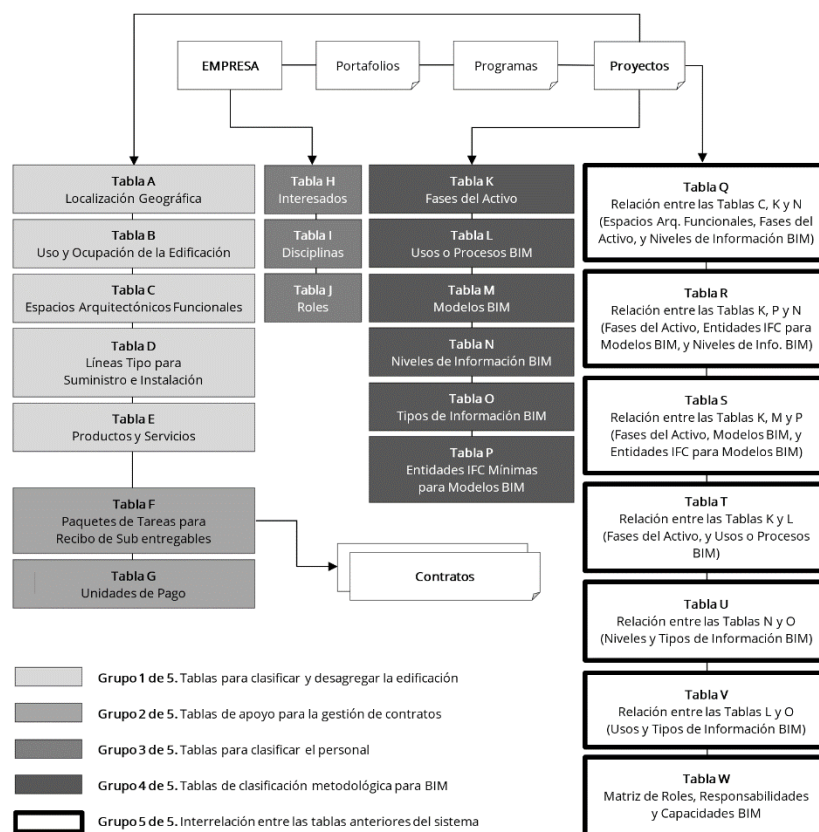 EMPRESA
Portafolios
Programas
Proyectos
Tabla A
Localización Geográfica
Tabla B
Uso y Ocupación de la Edificación
Tabla C
Espacios Arquitectónicos Funcionales
Tabla D
Líneas Tipo para
Suministro e Instalación
Tabla E
Productos y Servicios
Tabla F
Paquetes de Tareas para
Recibo de Sub entregables
Tabla G
Unidades de Pago
Tabla H
Interesados
Tabla I
Disciplinas
Tabla J
Roles
Tabla K
Fases del Activo
Tabla L
Usos o Procesos BIM
Tabla M
Modelos BIM
Tabla N
Niveles de Información BIM
Tabla O
Tipos de Información BIM
Tabla P
Entidades IFC Mínimas
para Modelos BIM
Contratos
Tabla Q
Relación entre las Tablas C, K y N
(Espacios Arq. Funcionales, Fases del
Activo, y Niveles de Información BIM)
Tabla R
Relación entre las Tablas K, P y N
(Fases del Activo, Entidades IFC para
Modelos BIM, y Niveles de Info. BIM)
Tabla S
Relación entre las Tablas K, M y P
(Fases del Activo, Modelos BIM, y
Entidades IFC para Modelos BIM)
Tabla T
Relación entre las Tablas K y L
(Fases del Activo, y Usos o Procesos
BIM)
Tabla U
Relación entre las Tablas N y O
(Niveles y Tipos de Información BIM)
Tabla V
Relación entre las Tablas L y O
(Usos y Tipos de Información BIM)
Tabla W
Matriz de Roles, Responsabilidades
y Capacidades BIM
Grupo 1 de 5. Tablas para clasificar y desagregar la edificación
Grupo 2 de 5. Tablas de apoyo para la gestión de contratos
Grupo 3 de 5. Tablas para clasificar el personal
Grupo 4 de 5. Tablas de clasificación metodológica para BIM
Grupo 5 de 5. Interrelación entre las tablas anteriores del sistema